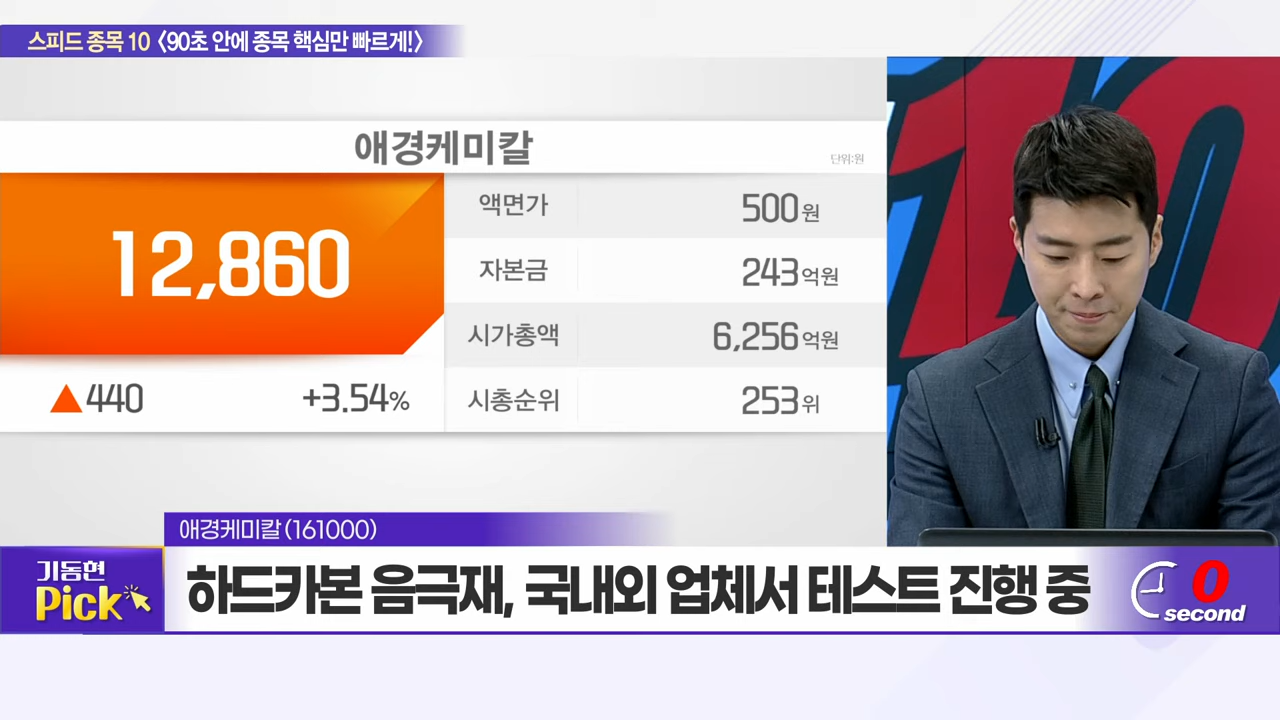 스피드 종목 10 <90초 안에 종목 핵심만 빠르게!>
애경케미칼
단위:원
12,860
▲440 +3.54%
액면가 500원
자본금 243억원
시가총액 6,256억원
시총순위 253위
10
애경케미칼(161000)
기동현
Pick
하드카본 음극재, 국내외 업체서 테스트 진행 중
0
second